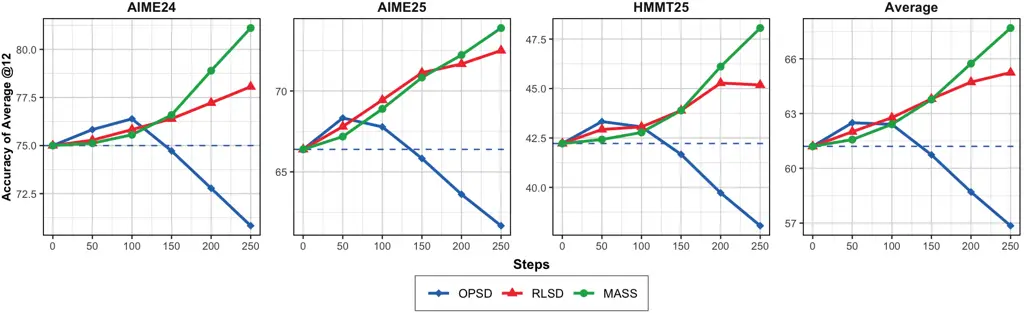 AIME24 AIME25 HMMT25 Average
Accuracy of Average @12
80.0
77.5
75.0
72.5
0 50 100 150 200 250
70
65
0 50 100 150 200 250
47.5
45.0
42.5
40.0
0 50 100 150 200 250
66
63
60
57
0 50 100 150 200 250
Steps
OPSD RLSD MASS